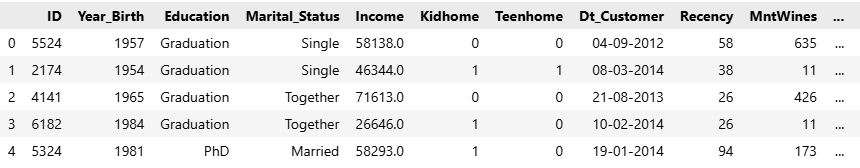 ID Year_Birth Education Marital_Status Income Kidhome Teenhome Dt_Customer Recency MntWines ...
0 5524 1957 Graduation Single 58138.0 0 0 04-09-2012 58 635 ...
1 2174 1954 Graduation Single 46344.0 1 1 08-03-2014 38 11 ...
2 4141 1965 Graduation Together 71613.0 0 0 21-08-2013 26 426 ...
3 6182 1984 Graduation Together 26646.0 1 0 10-02-2014 26 11 ...
4 5324 1981 PhD Married 58293.0 1 0 19-01-2014 94 173 ...